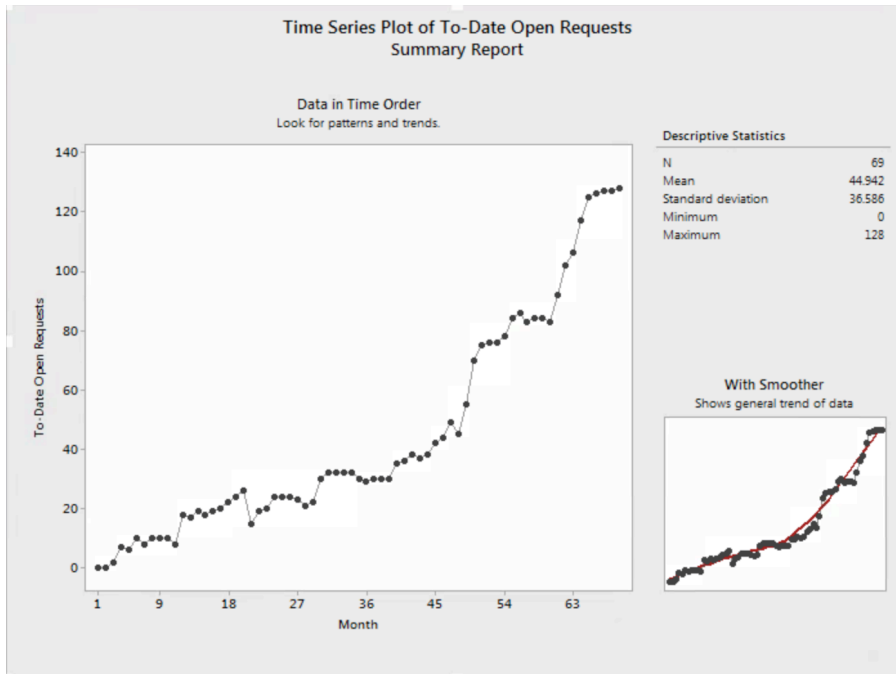 Time Series Plot of To-Date Open Requests
Summary Report
Data in Time Order
Look for patterns and trends.
140
120
100
80
60
40
20
0
To-Date Open Requests
1 9 18 27 36 45 54 63
Month
Descriptive Statistics
N 69
Mean 44.942
Standard deviation 36.586
Minimum 0
Maximum 128
With Smoother
Shows general trend of data